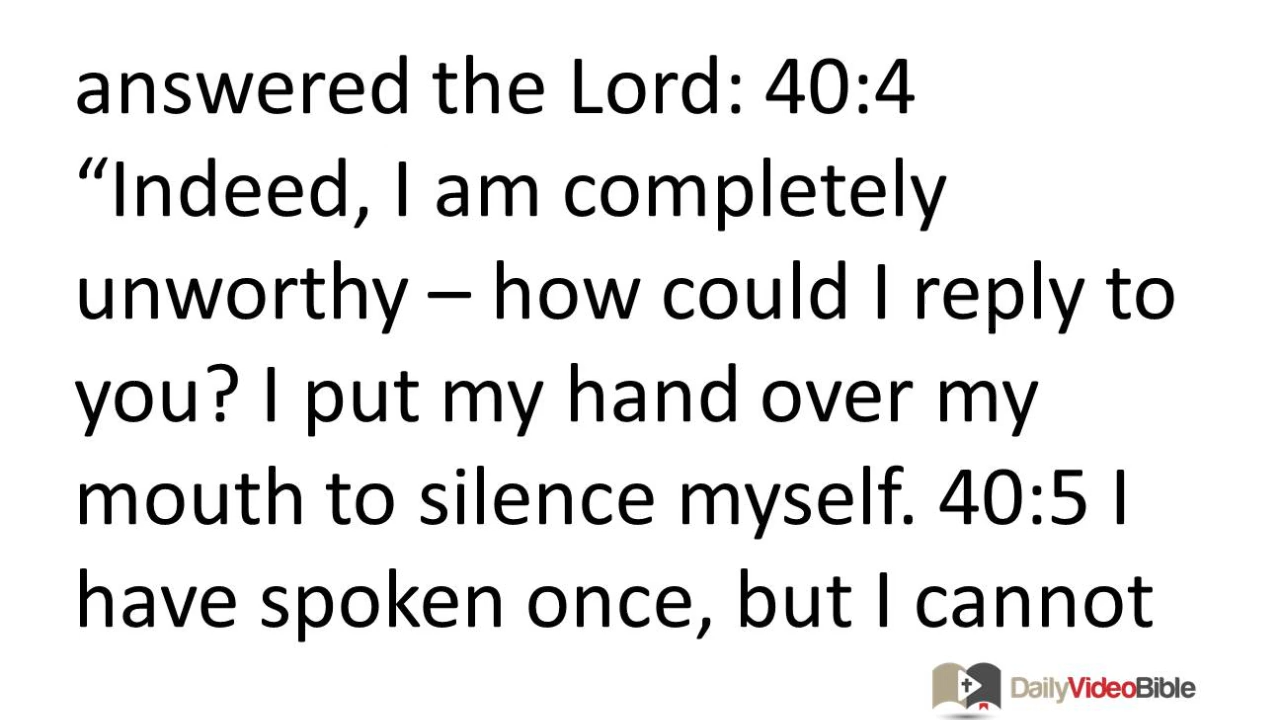 answered the Lord: 40:4
“Indeed, I am completely
unworthy – how could I reply to
you? I put my hand over my
mouth to silence myself. 40:5 I
have spoken once, but I cannot
DailyVideoBible